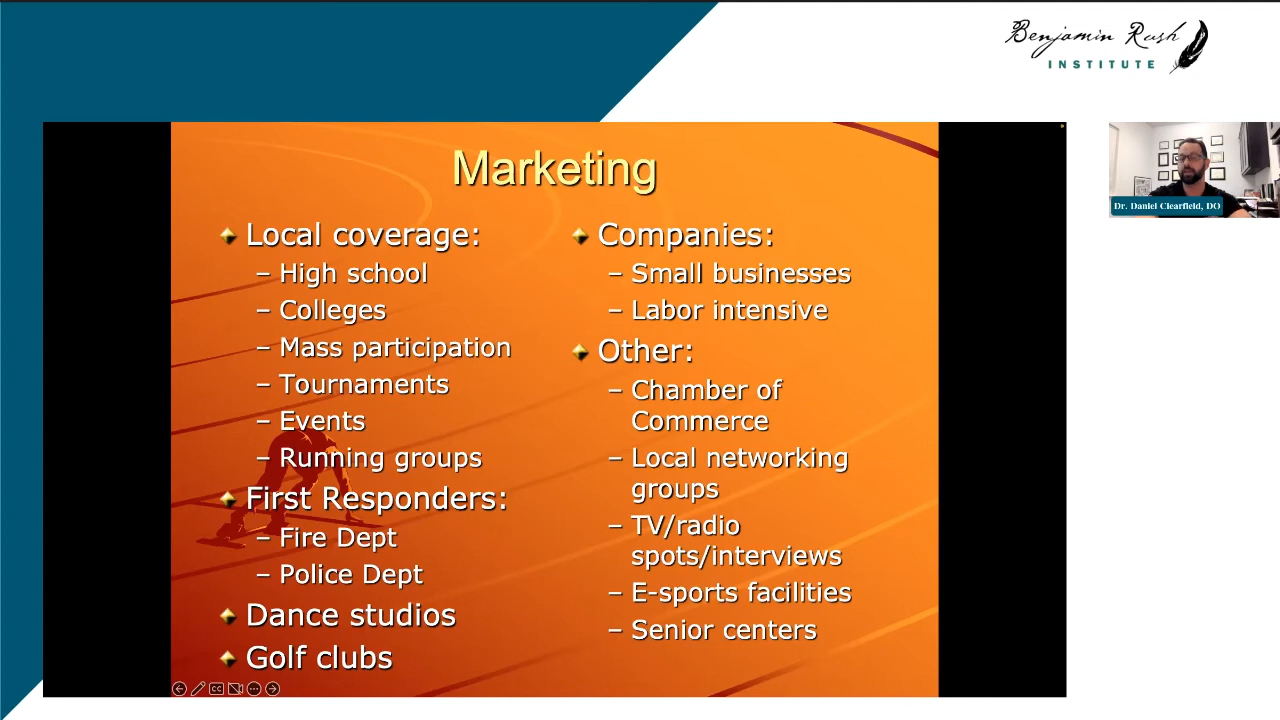 Benjamin Rush
INSTITUTE
Marketing
Local coverage:
– High school
– Colleges
– Mass participation
– Tournaments
– Events
– Running groups
First Responders:
– Fire Dept
– Police Dept
Dance studios
Golf clubs
Companies:
– Small businesses
– Labor intensive
Other:
– Chamber of
Commerce
– Local networking
groups
– TV/radio
spots/interviews
– E-sports facilities
– Senior centers
CC
Dr. Daniel Clearfield, DO